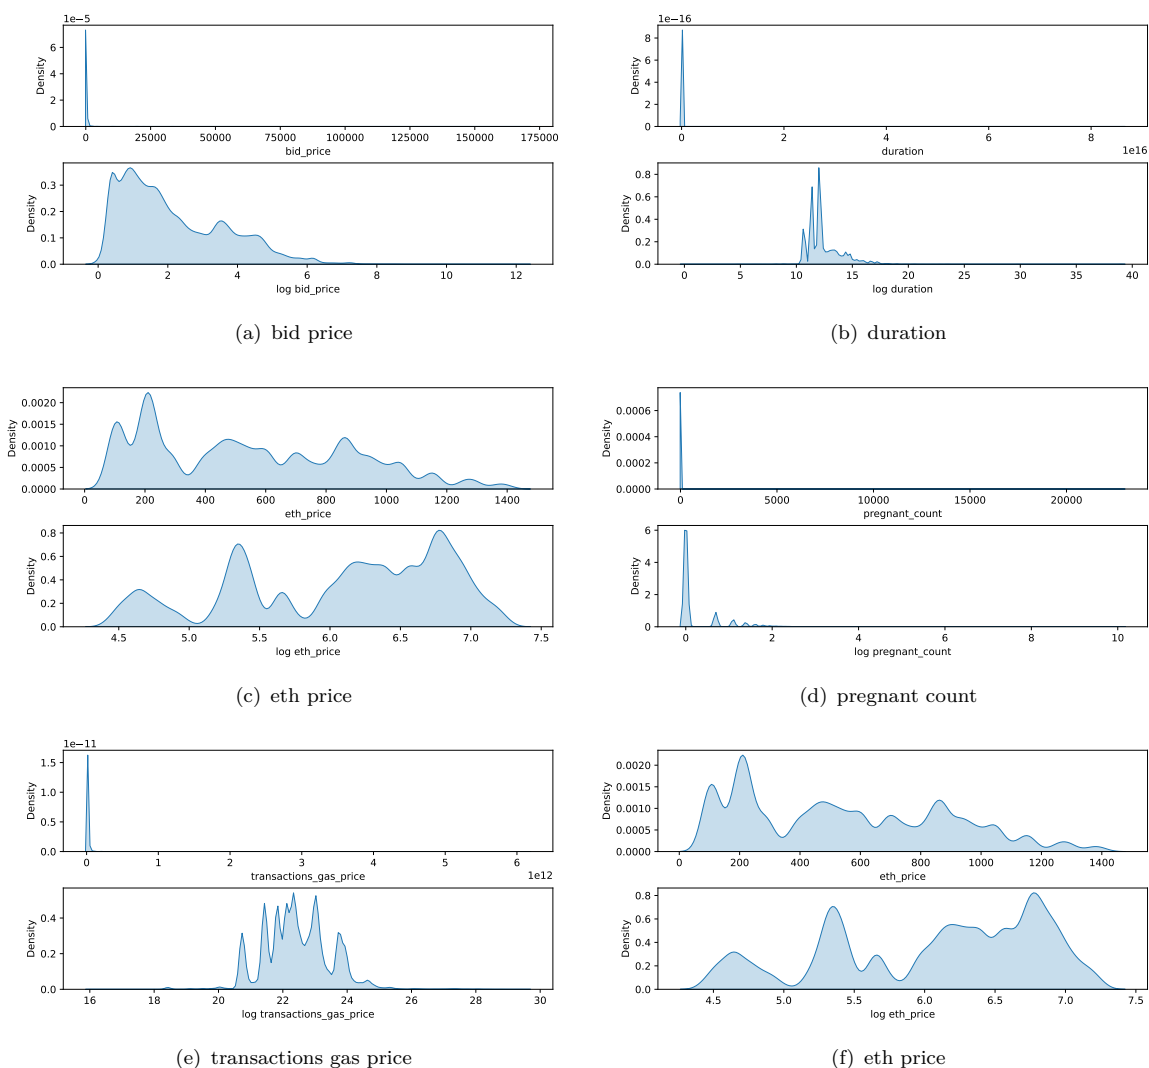 1e−5
Density
6
4
2
0
0 25000 50000 75000 100000 125000 150000 175000
bid_price
Density
0.3
0.2
0.1
0.0
0 2 4 6 8 10 12
log bid_price
(a) bid price
1e−16
Density
8
6
4
2
0
0 2 4 6 8
1e16
duration
Density
0.8
0.6
0.4
0.2
0.0
0 5 10 15 20 25 30 35 40
log duration
(b) duration
Density
0.0020
0.0015
0.0010
0.0005
0.0000
0 200 400 600 800 1000 1200 1400
eth_price
Density
0.8
0.6
0.4
0.2
0.0
4.5 5.0 5.5 6.0 6.5 7.0 7.5
log eth_price
(c) eth price
Density
0.0006
0.0004
0.0002
0.0000
0 5000 10000 15000 20000
pregnant_count
Density
6
4
2
0
0 2 4 6 8 10
log pregnant_count
(d) pregnant count
1e−11
Density
1.5
1.0
0.5
0.0
0 1 2 3 4 5 6
1e12
transactions_gas_price
Density
0.4
0.2
0.0
16 18 20 22 24 26 28 30
log transactions_gas_price
(e) transactions gas price
Density
0.0020
0.0015
0.0010
0.0005
0.0000
0 200 400 600 800 1000 1200 1400
eth_price
Density
0.8
0.6
0.4
0.2
0.0
4.5 5.0 5.5 6.0 6.5 7.0 7.5
log eth_price
(f) eth price